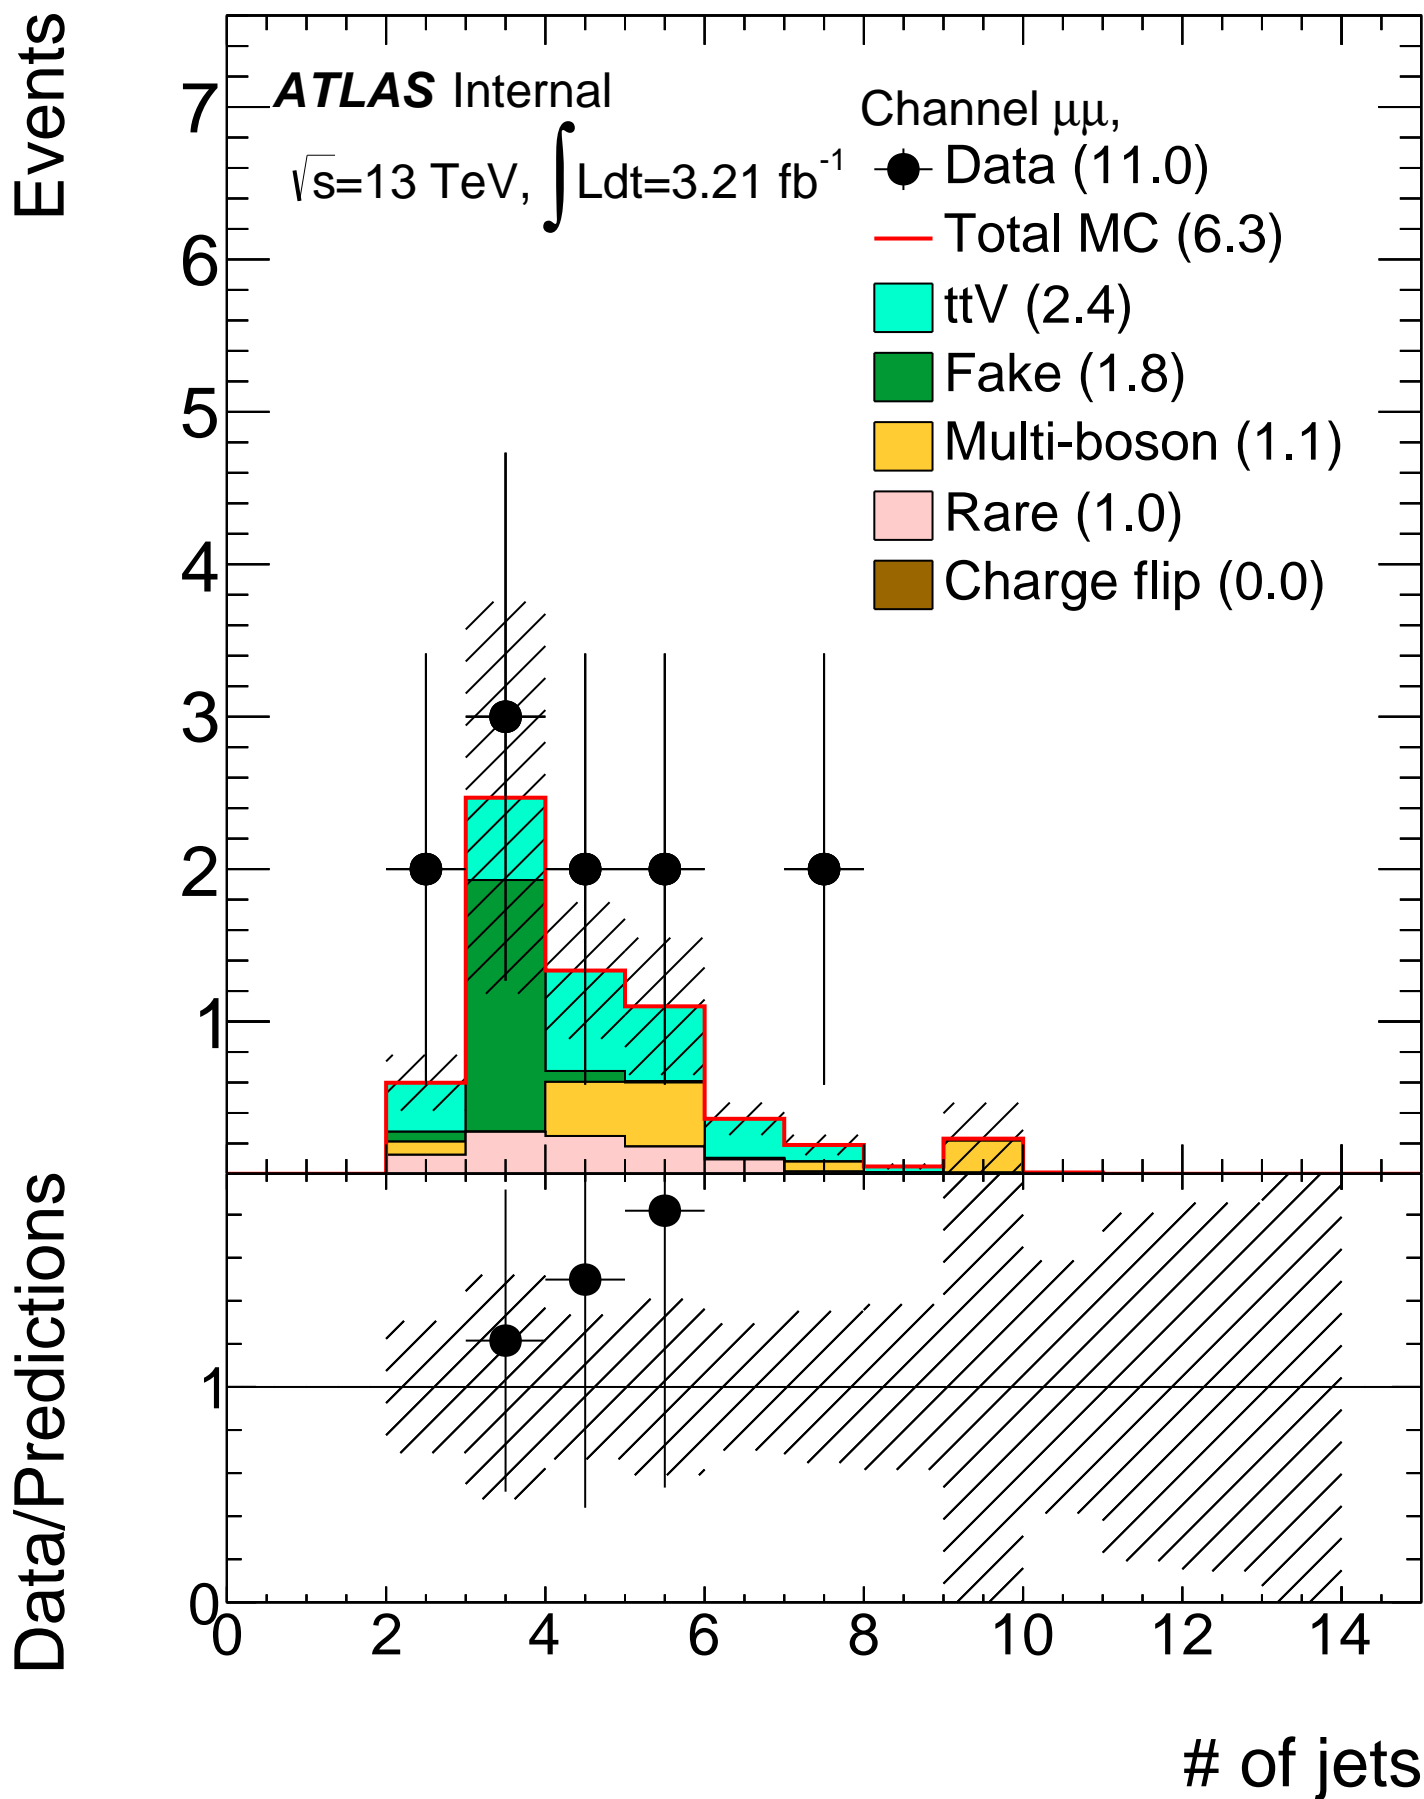 Events
7
6
5
4
3
2
1
ATLAS Internal
√s=13 TeV, ∫Ldt=3.21 fb⁻¹
Channel μμ,
Data (11.0)
Total MC (6.3)
ttV (2.4)
Fake (1.8)
Multi-boson (1.1)
Rare (1.0)
Charge flip (0.0)
Data/Predictions
1
0
0 2 4 6 8 10 12 14
# of jets